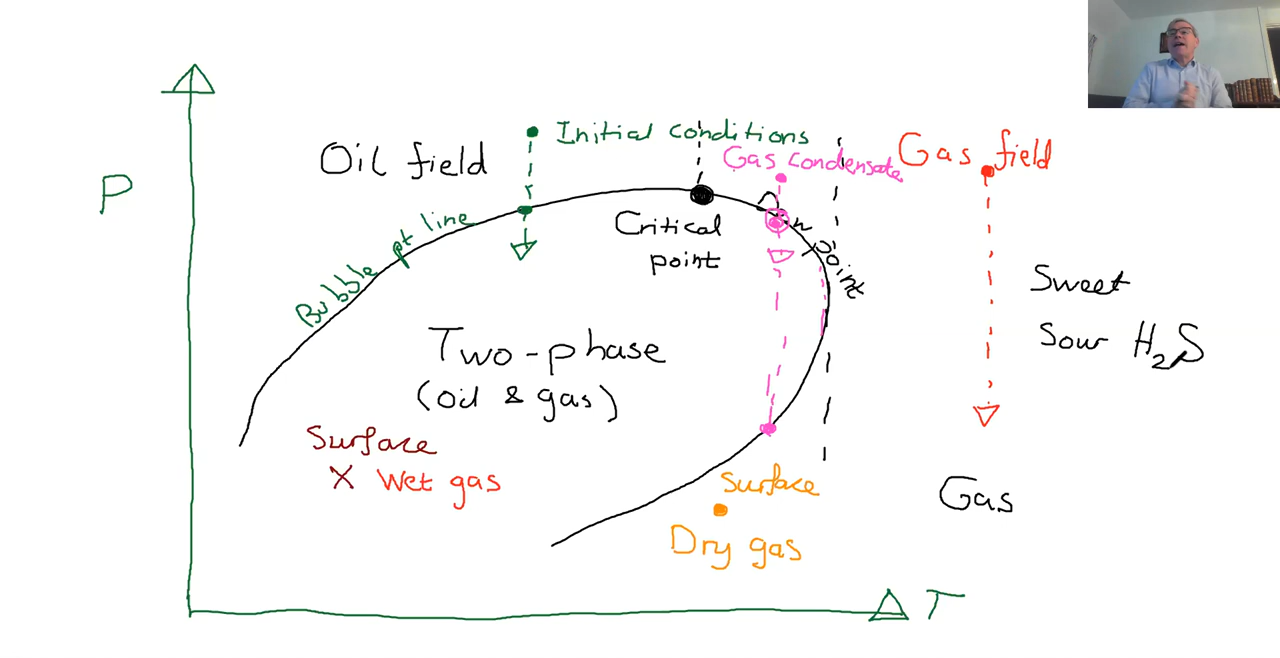 P
Oil field
Initial conditions
Gas condensate
Gas field
Bubble pt line
Critical
point
Dew point
Sweet
Sour H₂S
Two-phase
(oil & gas)
Surface
X Wet gas
Surface
Dry gas
Gas
T